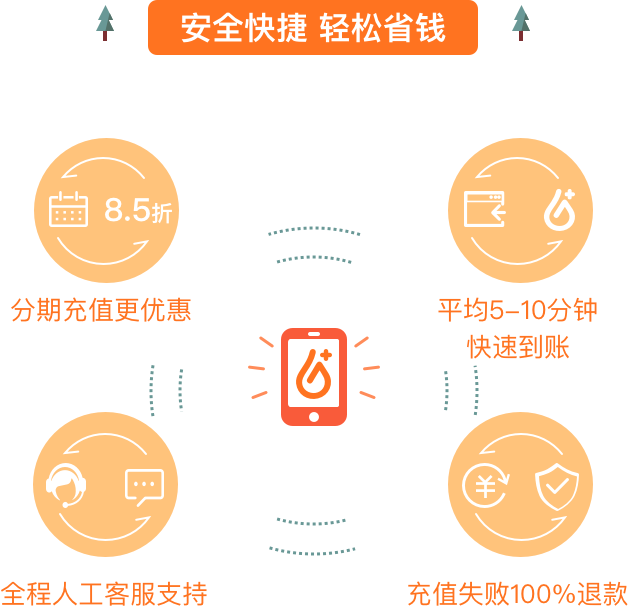 安全快捷 轻松省钱
8.5折
分期充值更优惠
平均5-10分钟
快速到账
全程人工客服支持
充值失败100%退款